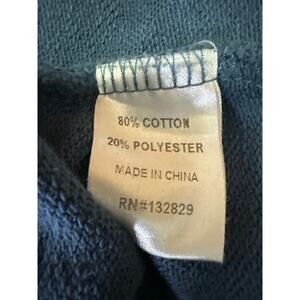 80% COTTON
20% POLYESTER
MADE IN CHINA
RN#132829